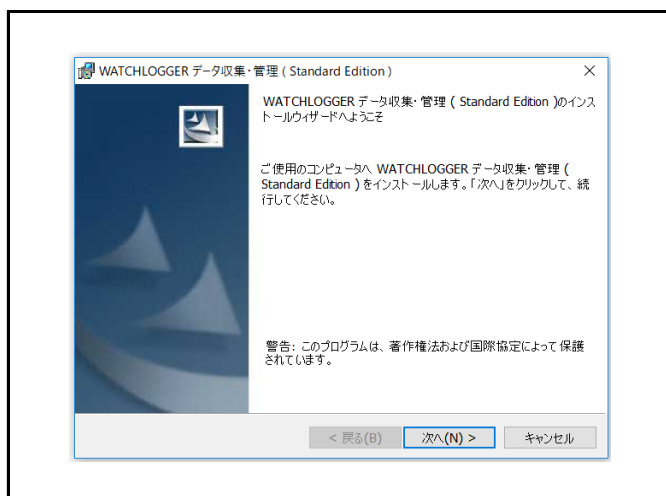 WATCHLOGGER データ収集・管理 ( Standard Edition )
WATCHLOGGER データ収集・管理 ( Standard Edition )のインス
トールウィザードへようこそ
ご使用のコンピュータへ WATCHLOGGER データ収集・管理 (
Standard Edition ) をインストールします。「次へ」をクリックして、続
行してください。
警告: このプログラムは、著作権法および国際協定によって保護
されています。
< 戻る(B)
次へ(N) >
キャンセル